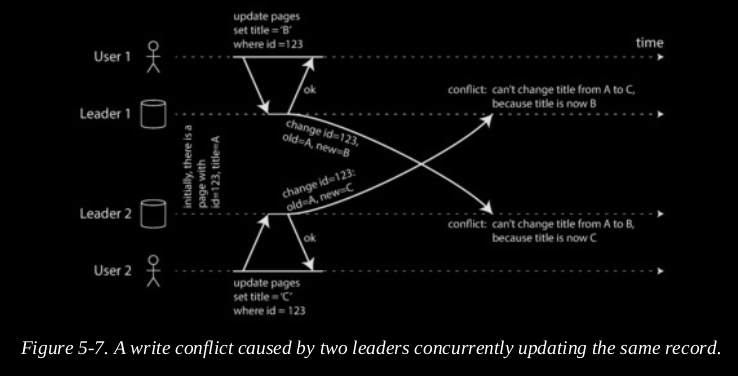 update pages
set title = 'B'
where id =123
time
User 1
ok
conflict: can't change title from A to C,
because title is now B
Leader 1
change id=123,
old=A, new=B
initially, there is a
page with
id=123, title=A
change id=123:
old=A, new=C
Leader 2
conflict: can't change title from A to B,
because title is now C
ok
User 2
update pages
set title = 'C'
where id = 123
Figure 5-7. A write conflict caused by two leaders concurrently updating the same record.